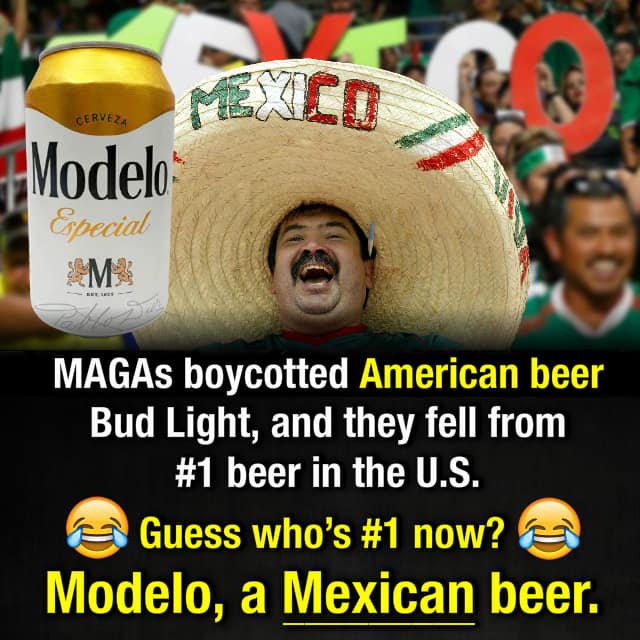 MEXICO
MEXICO
CERVEZA
Modelo
Especial
M
MAGAs boycotted American beer
Bud Light, and they fell from
#1 beer in the U.S.
😂 Guess who’s #1 now? 😂
Modelo, a Mexican beer.